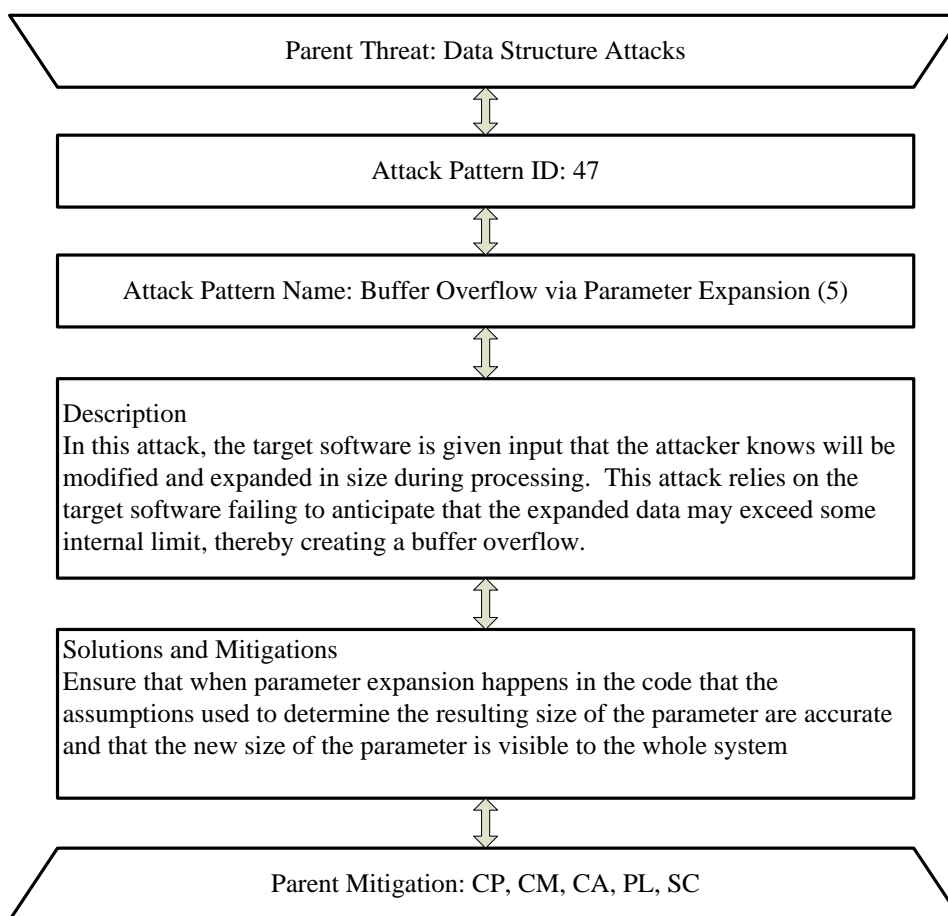 Parent Threat: Data Structure Attacks
Attack Pattern ID: 47
Attack Pattern Name: Buffer Overflow via Parameter Expansion (5)
Description
In this attack, the target software is given input that the attacker knows will be
modified and expanded in size during processing.  This attack relies on the
target software failing to anticipate that the expanded data may exceed some
internal limit, thereby creating a buffer overflow.
Solutions and Mitigations
Ensure that when parameter expansion happens in the code that the
assumptions used to determine the resulting size of the parameter are accurate
and that the new size of the parameter is visible to the whole system
Parent Mitigation: CP, CM, CA, PL, SC